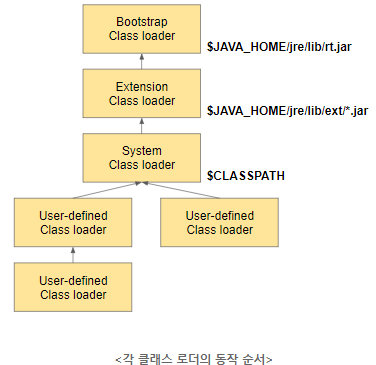 Bootstrap
Class loader
$JAVA_HOME/jre/lib/rt.jar
Extension
Class loader
$JAVA_HOME/jre/lib/ext/*.jar
System
Class loader
$CLASSPATH
User-defined
Class loader
User-defined
Class loader
User-defined
Class loader
<각 클래스 로더의 동작 순서>